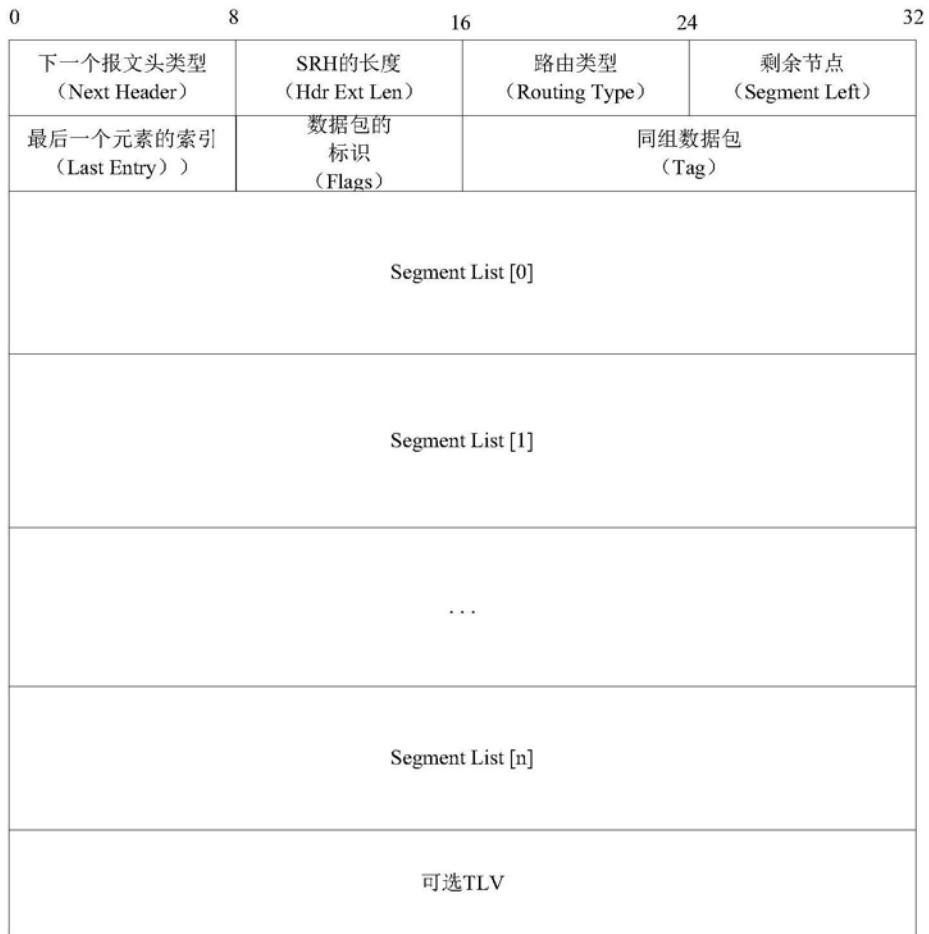 0 8 16 24 32
下一个报文头类型
（Next Header）
SRH的长度
（Hdr Ext Len）
路由类型
（Routing Type）
剩余节点
（Segment Left）
最后一个元素的索引
（Last Entry））
数据包的
标识
（Flags）
同组数据包
（Tag）
Segment List [0]
Segment List [1]
...
Segment List [n]
可选TLV